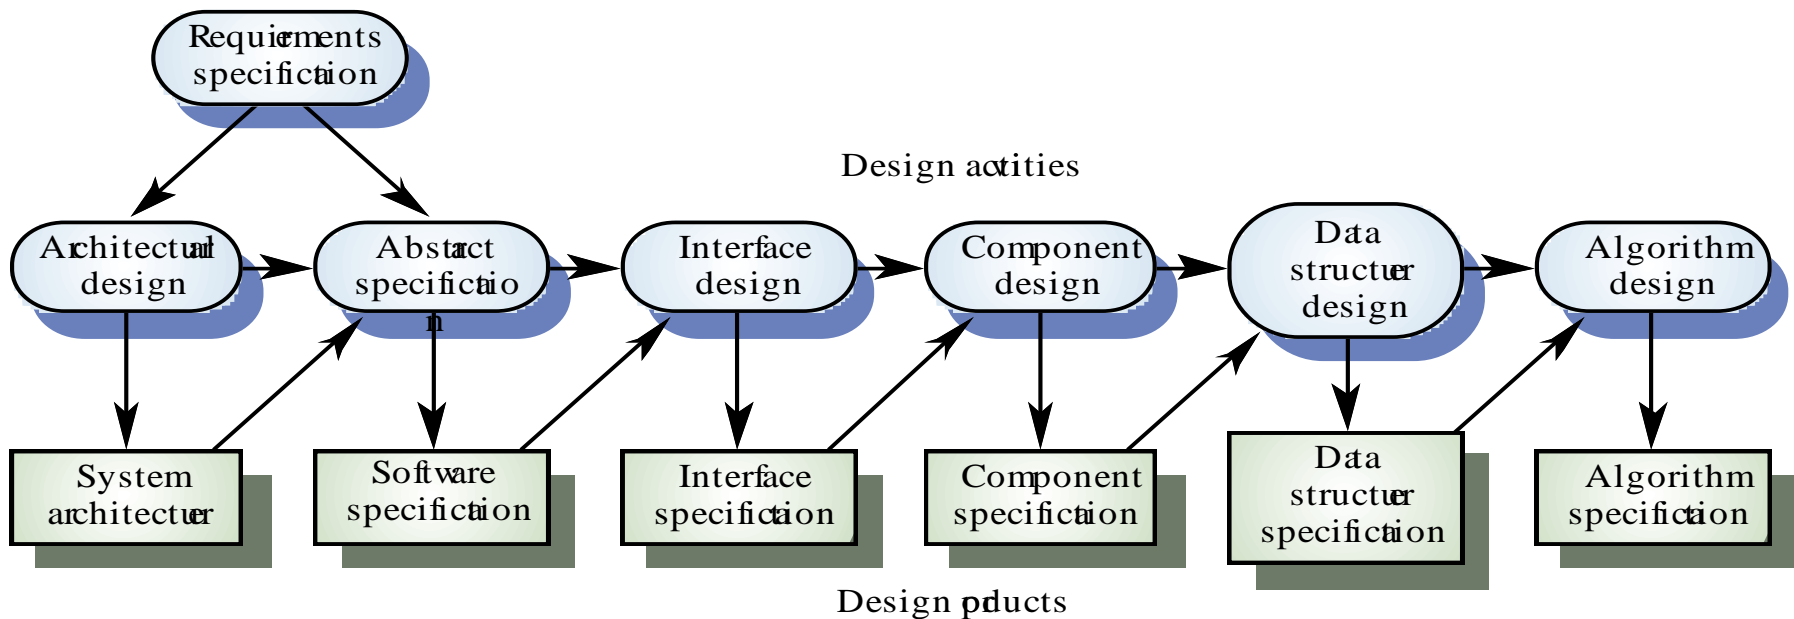 Requirements
specification
Design activities
Architectural
design
Abstract
specificatio
n
Interface
design
Component
design
Data
structure
design
Algorithm
design
System
architecture
Software
specification
Interface
specification
Component
specification
Data
structure
specification
Algorithm
specification
Design products